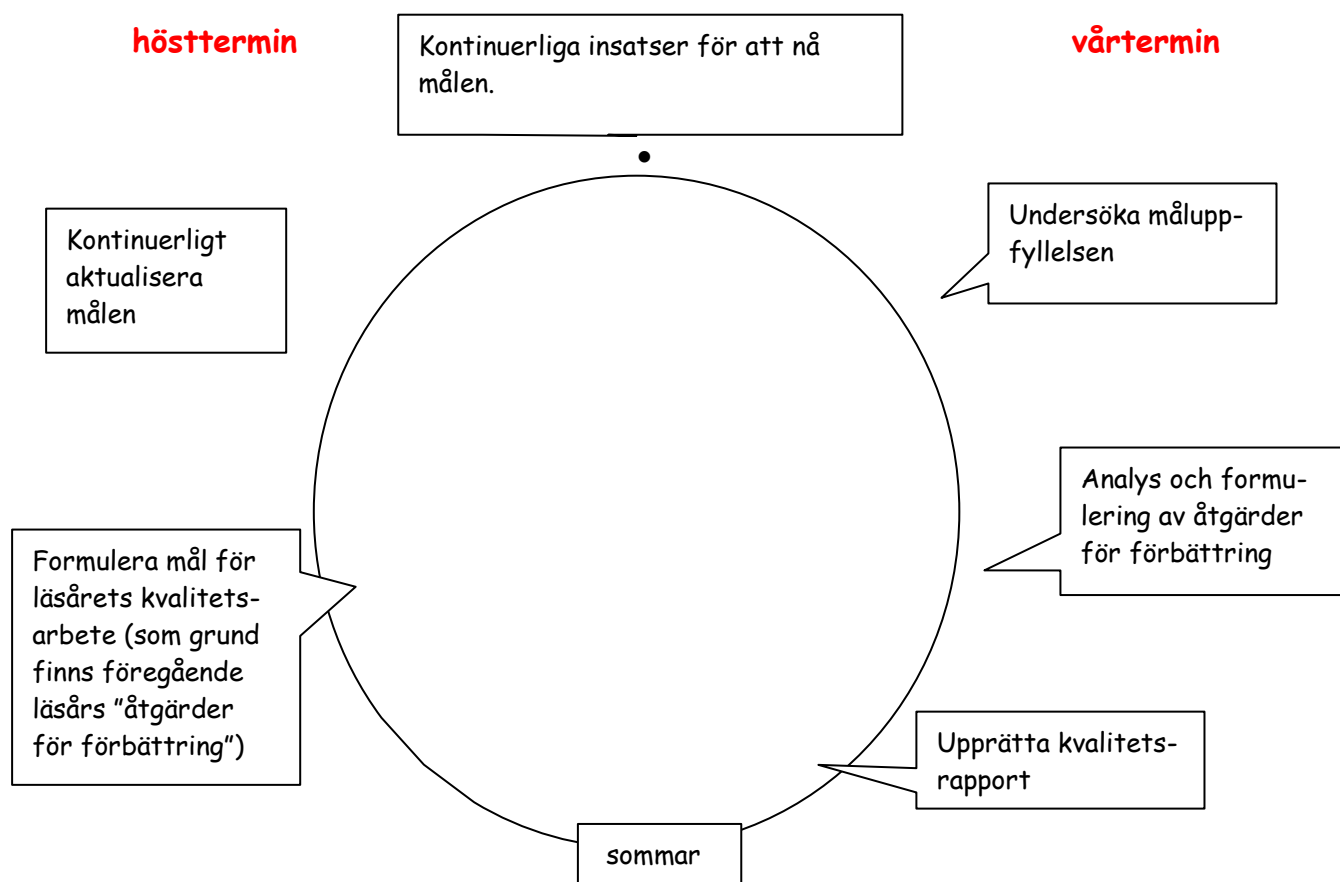 hösttermin
Kontinuerliga insatser för att nå
målen.
vårtermin
Kontinuerligt
aktualisera
målen
Undersöka målupp-
fyllelsen
Analys och formu-
lering av åtgärder
för förbättring
Formulera mål för
läsårets kvalitets-
arbete (som grund
finns föregående
läsårs ”åtgärder
för förbättring”)
Upprätta kvalitets-
rapport
sommar